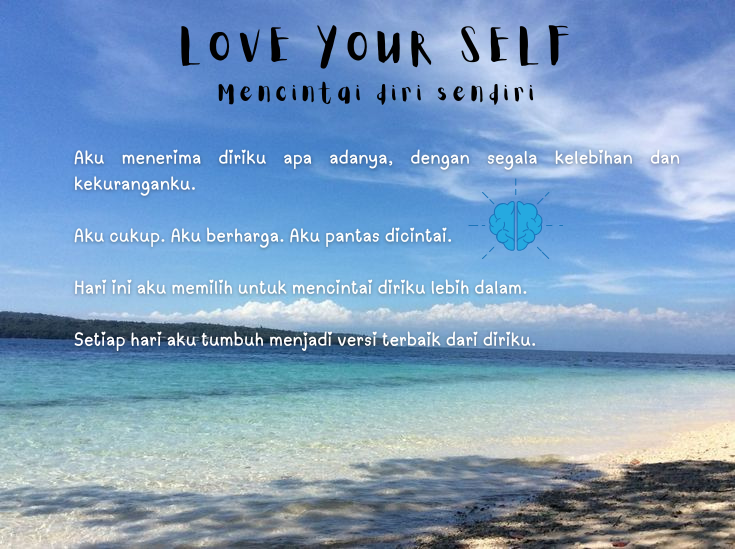 LOVE YOUR SELF
Mencintai diri sendiri
Aku menerima diriku apa adanya, dengan segala kelebihan dan
kekuranganku.
Aku cukup. Aku berharga. Aku pantas dicintai.
Hari ini aku memilih untuk mencintai diriku lebih dalam.
Setiap hari aku tumbuh menjadi versi terbaik dari diriku.